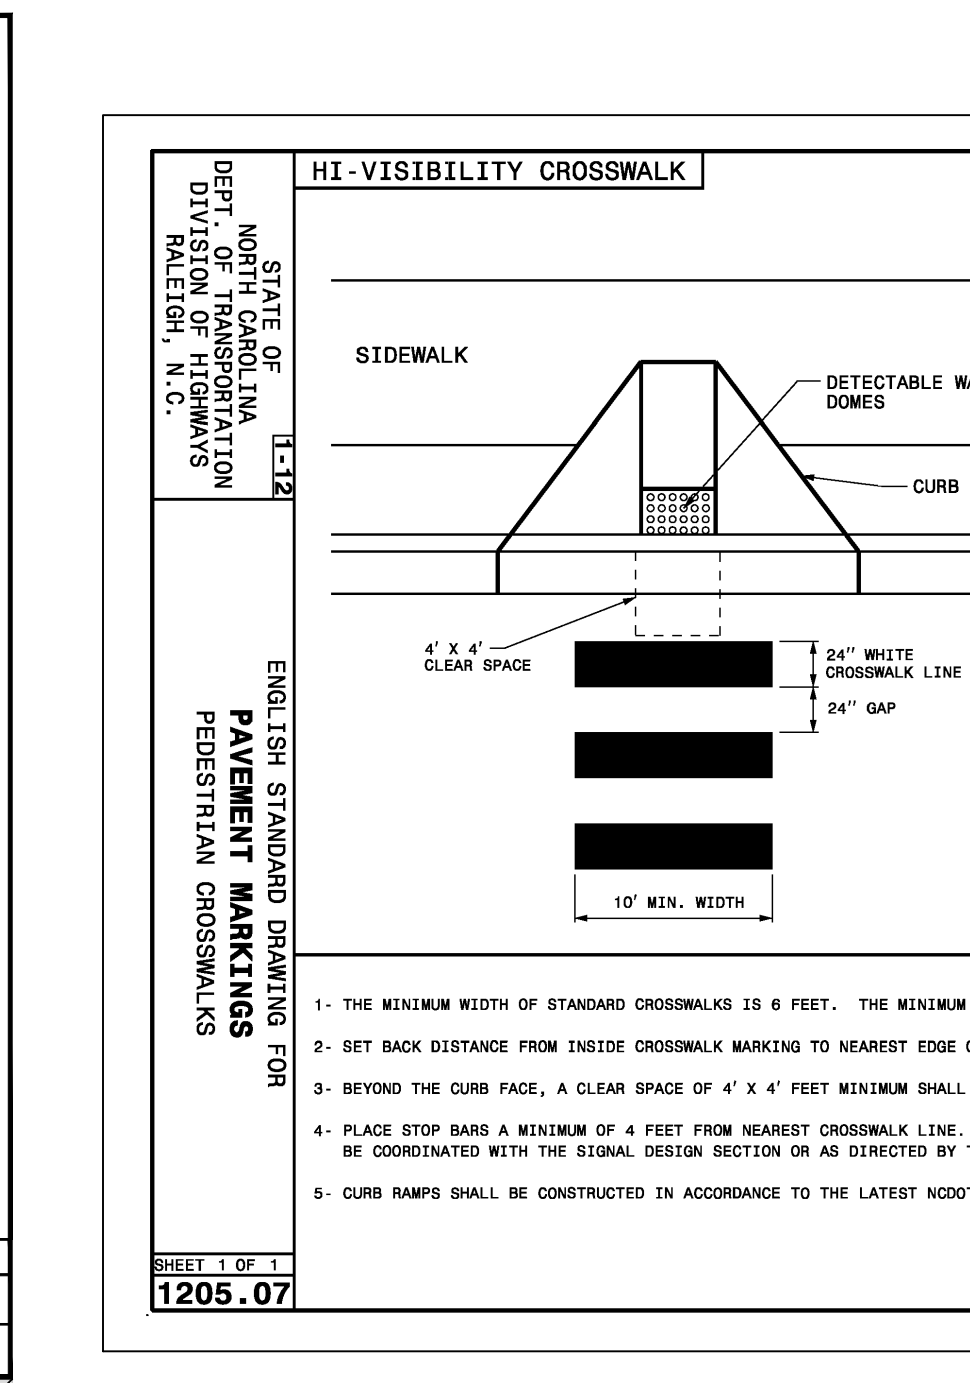 STATE OF
NORTH CAROLINA
DEPT. OF TRANSPORTATION
DIVISION OF HIGHWAYS
RALEIGH, N.C.
1-12
ENGLISH STANDARD DRAWING FOR
PAVEMENT MARKINGS
PEDESTRIAN CROSSWALKS
SHEET 1 OF 1
1205.07
HI-VISIBILITY CROSSWALK
SIDEWALK
DETECTABLE WA
DOMES
CURB
4' X 4'
CLEAR SPACE
24" WHITE
CROSSWALK LINE
24" GAP
10' MIN. WIDTH
1- THE MINIMUM WIDTH OF STANDARD CROSSWALKS IS 6 FEET. THE MINIMUM
2- SET BACK DISTANCE FROM INSIDE CROSSWALK MARKING TO NEAREST EDGE
3- BEYOND THE CURB FACE, A CLEAR SPACE OF 4' X 4' FEET MINIMUM SHALL
4- PLACE STOP BARS A MINIMUM OF 4 FEET FROM NEAREST CROSSWALK LINE.
BE COORDINATED WITH THE SIGNAL DESIGN SECTION OR AS DIRECTED BY
5- CURB RAMPS SHALL BE CONSTRUCTED IN ACCORDANCE TO THE LATEST NCDOT